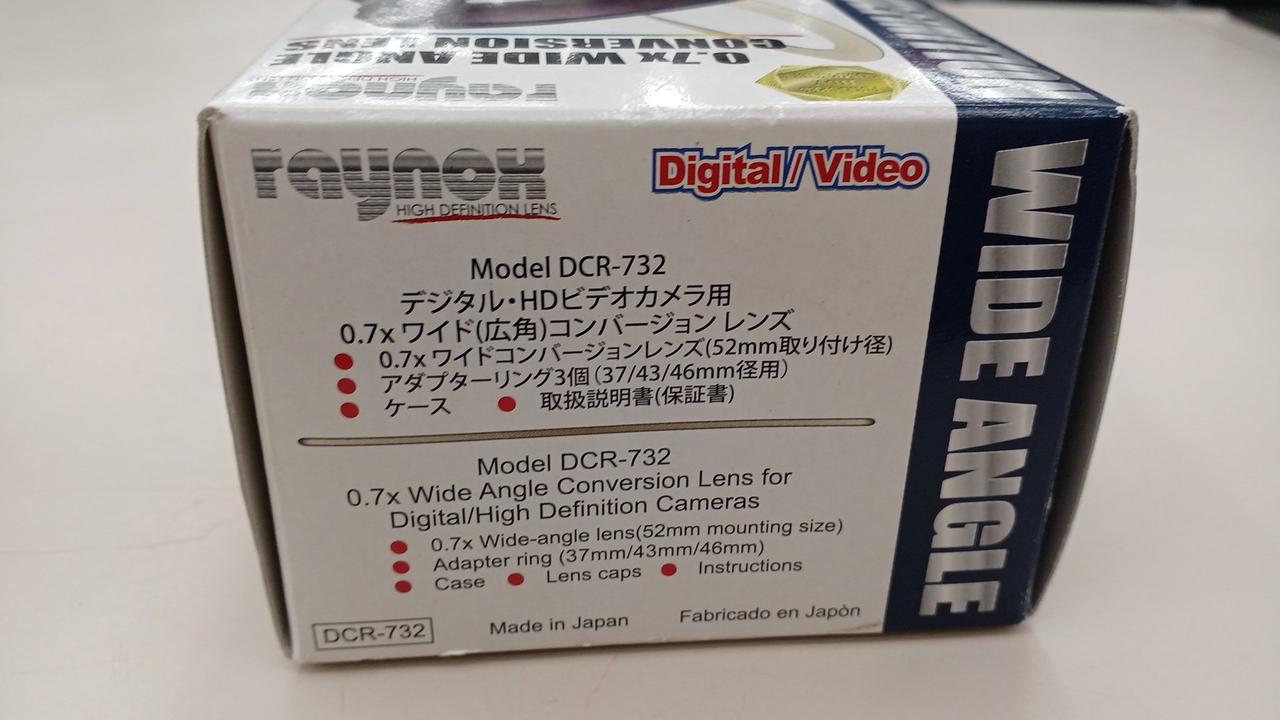 0.7x WIDE ANGLE
CONVERSION LENS
raynox
raynox
HIGH DEFINITION LENS
Digital/Video
Model DCR-732
デジタル・HDビデオカメラ用
0.7x ワイド(広角)コンバージョン レンズ
● 0.7x ワイドコンバージョンレンズ(52mm取り付け径)
● アダプターリング3個(37/43/46mm径用)
● ケース ● 取扱説明書(保証書)
Model DCR-732
0.7x Wide Angle Conversion Lens for
Digital/High Definition Cameras
● 0.7x Wide-angle lens(52mm mounting size)
● Adapter ring (37mm/43mm/46mm)
● Case ● Lens caps ● Instructions
DCR-732
Made in Japan
Fabricado en Japòn
WIDE ANGLE